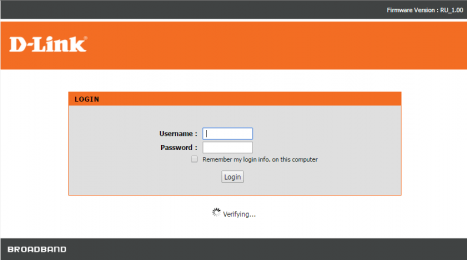 Firmware Version : RU_1.00
D-Link
LOGIN
Username :
Password :
Remember my login info. on this computer
Login
Verifying...
BROADBAND